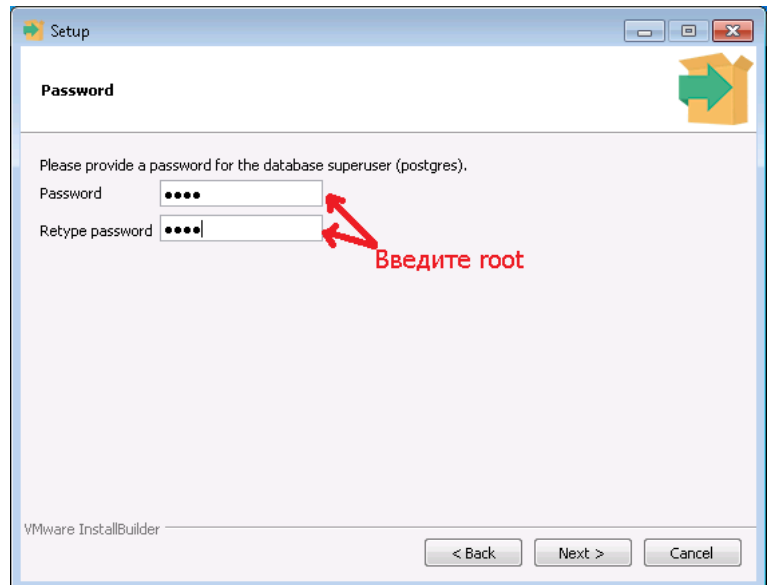 Setup
Password
Please provide a password for the database superuser (postgres).
Password ••••
Retype password ••••
Введите root
VMware InstallBuilder
< Back Next > Cancel